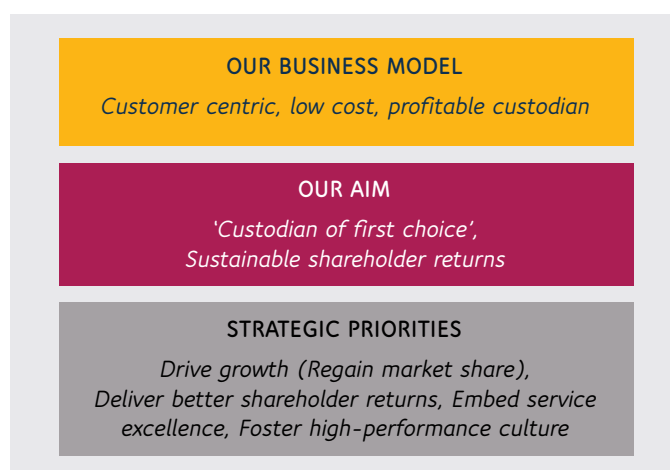 OUR BUSINESS MODEL
Customer centric, low cost, profitable custodian
OUR AIM
‘Custodian of first choice’,
Sustainable shareholder returns
STRATEGIC PRIORITIES
Drive growth (Regain market share),
Deliver better shareholder returns, Embed service
excellence, Foster high-performance culture